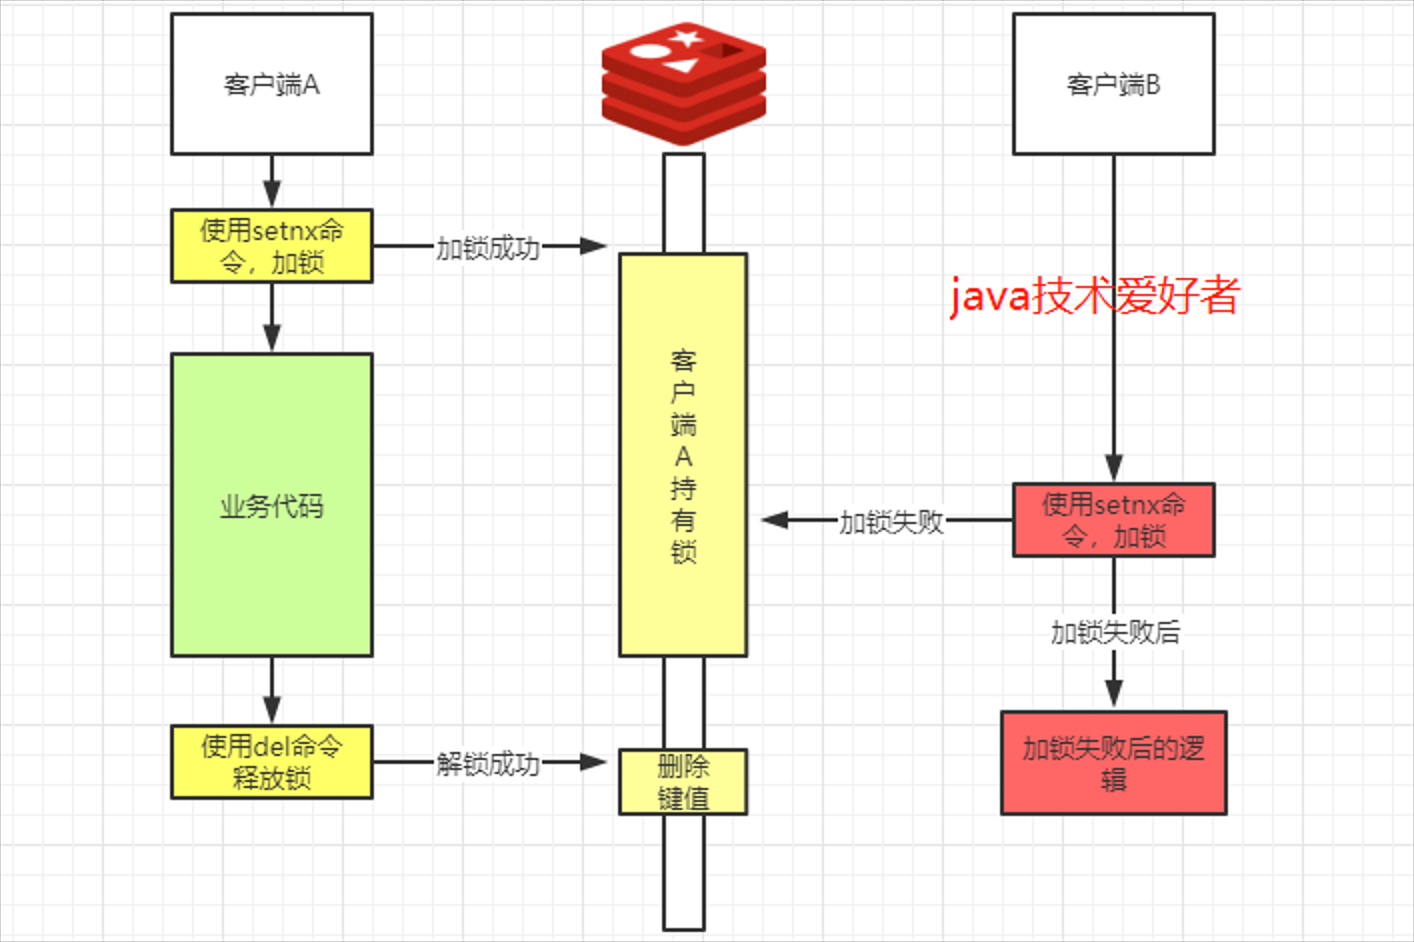 客户端A
客户端B
使用setnx命
令，加锁
加锁成功
java技术爱好者
客
户
端
A
持
有
锁
业务代码
加锁失败
使用setnx命
令，加锁
加锁失败后
使用del命令
释放锁
解锁成功
删除
键值
加锁失败后的逻
辑